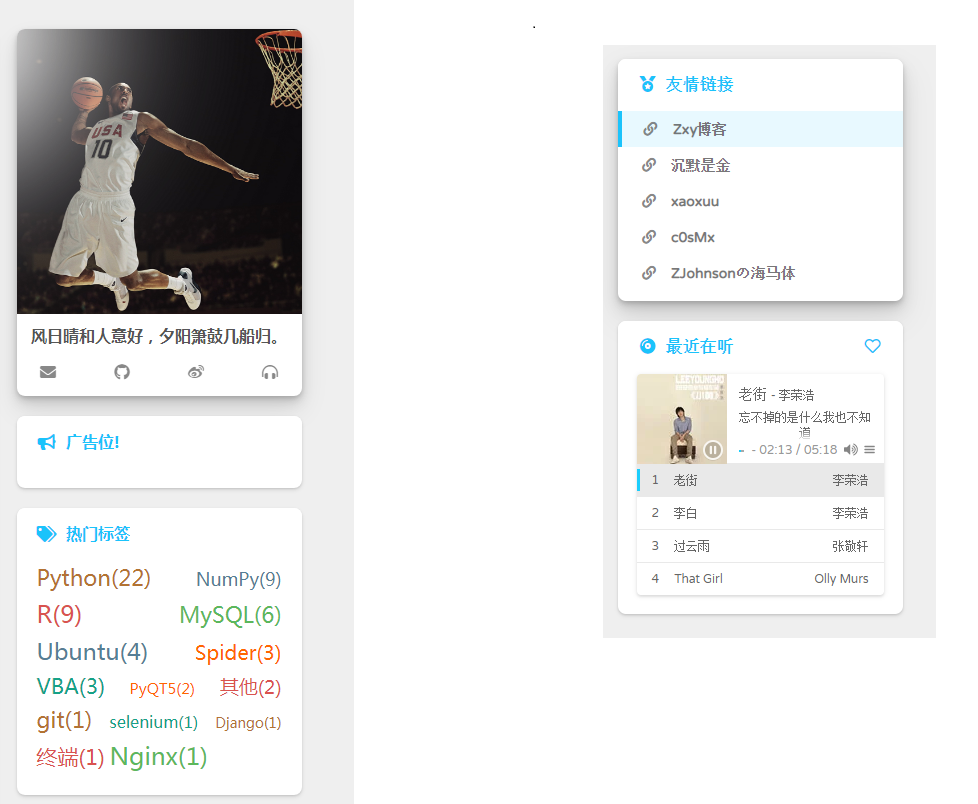 USA
10
风日晴和人意好，夕阳箫鼓几船归。
广告位!
热门标签
Python(22) NumPy(9)
R(9) MySQL(6)
Ubuntu(4) Spider(3)
VBA(3) PyQT5(2) 其他(2)
git(1) selenium(1) Django(1)
终端(1) Nginx(1)
.
友情链接
Zxy博客
沉默是金
xaoxuu
c0sMx
ZJohnsonの海马体
最近在听
老街 - 李荣浩
忘不掉的是什么我也不知
道
- 02:13 / 05:18
1 老街 李荣浩
2 李白 李荣浩
3 过云雨 张敬轩
4 That Girl Olly Murs